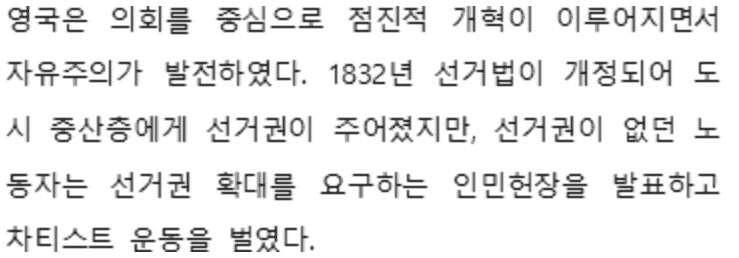 영국은 의회를 중심으로 점진적 개혁이 이루어지면서
자유주의가 발전하였다. 1832년 선거법이 개정되어 도
시 중산층에게 선거권이 주어졌지만, 선거권이 없던 노
동자는 선거권 확대를 요구하는 인민헌장을 발표하고
차티스트 운동을 벌였다.